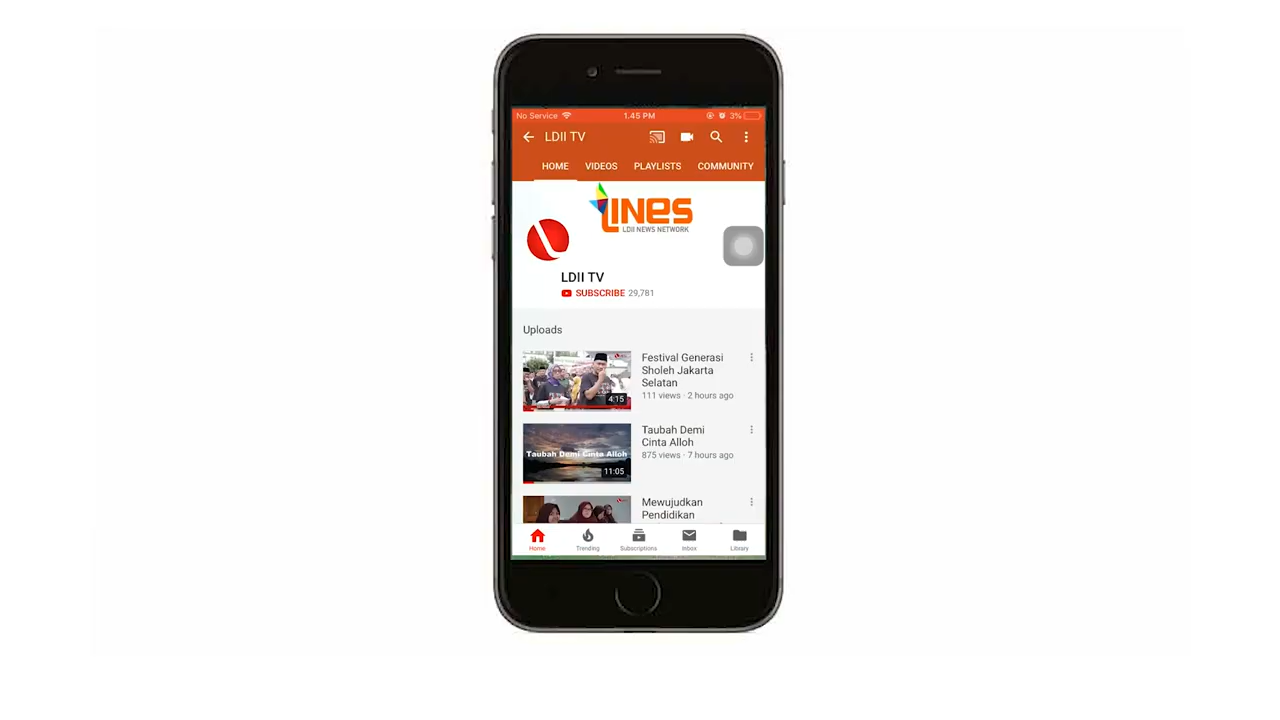 No Service 1.45 PM 3%
LDII TV
HOME VIDEOS PLAYLISTS COMMUNITY
LINES
LDII NEWS NETWORK
LDII TV
SUBSCRIBE 29,781
Uploads
Festival Generasi
Sholeh Jakarta
Selatan
111 views · 2 hours ago
4:15
Taubah Demi
Cinta Alloh
875 views · 7 hours ago
Taubah Demi Cinta Alloh
11:05
Mewujudkan
Pendidikan
Home Trending Subscriptions Inbox Library